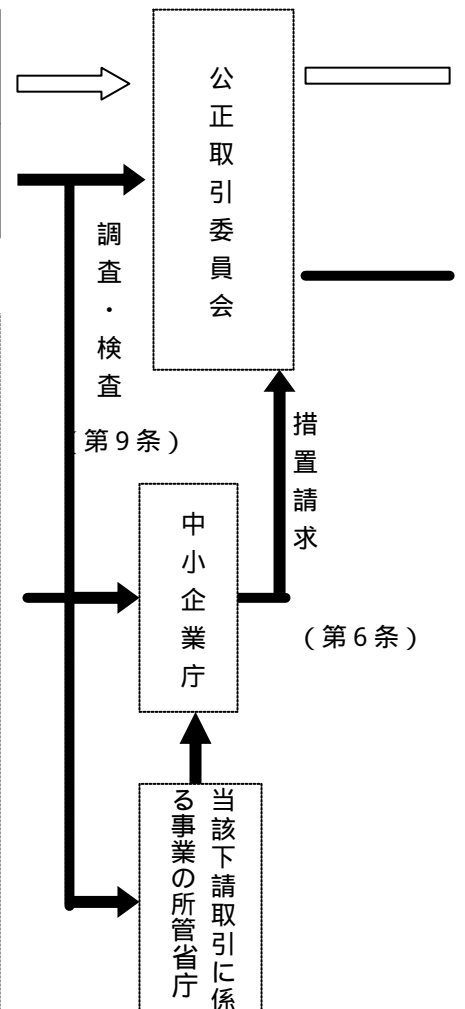 公正取引委員会
調査・検査
（第９条）
措置請求
中小企業庁
（第６条）
当該下請取引に係
る事業の所管省庁